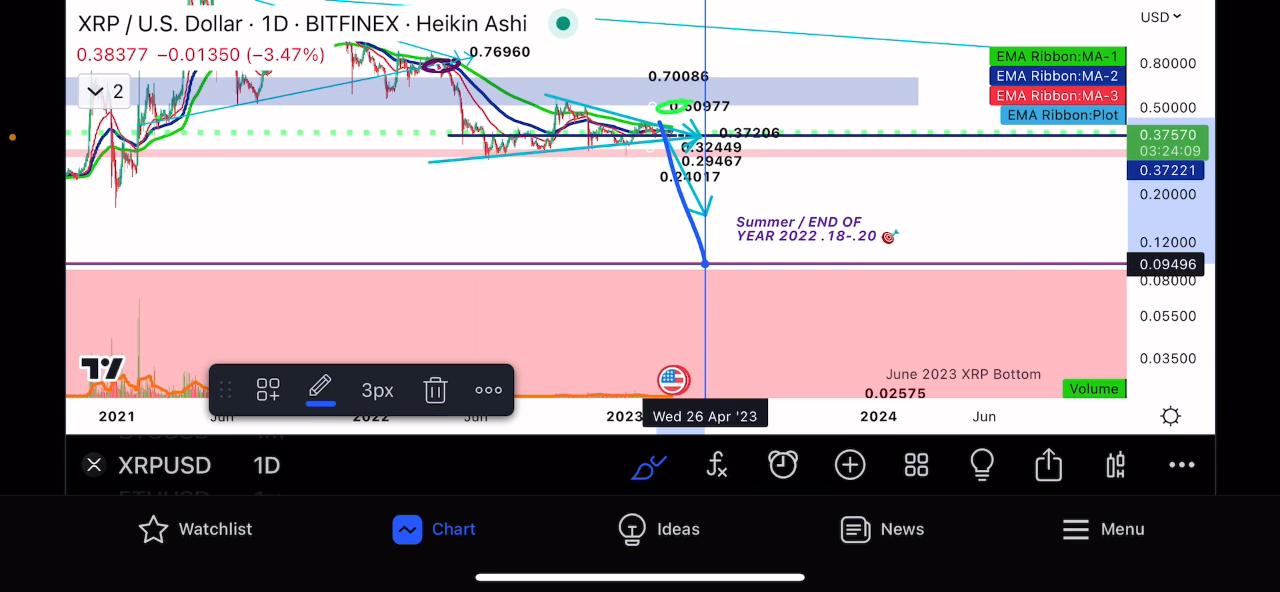 XRP / U.S. Dollar · 1D · BITFINEX · Heikin Ashi
USD
0.38377 −0.01350 (−3.47%)
0.76960
2
EMA Ribbon:MA-1
EMA Ribbon:MA-2
EMA Ribbon:MA-3
EMA Ribbon:Plot
0.80000
0.70086
0.50977
0.50000
0.37206
0.37570
03:24:09
0.32449
0.29467
0.37221
0.24017
0.20000
Summer / END OF
YEAR 2022 .18-.20 🎯
0.12000
0.09496
0.08000
0.05500
0.03500
June 2023 XRP Bottom
0.02575
Volume
3px
2021
Jun
2022
Jun
2023
Wed 26 Apr '23
2024
Jun
XRPUSD 1D
Watchlist
Chart
Ideas
News
Menu